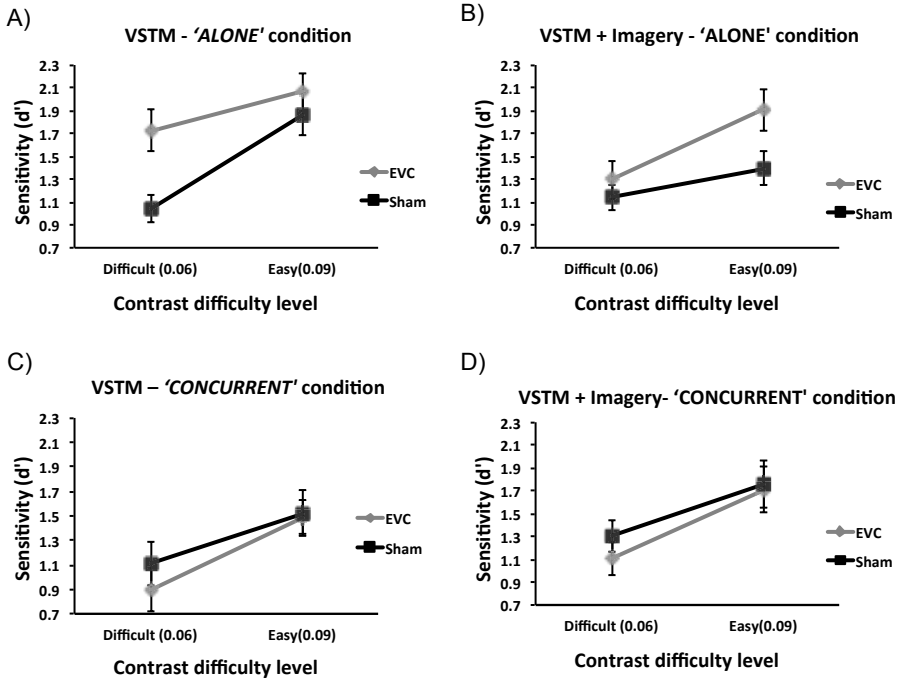 A)
VSTM - 'ALONE' condition
Sensitivity (d')
2.3
2.1
1.9
1.7
1.5
1.3
1.1
0.9
0.7
EVC
Sham
Difficult (0.06) Easy(0.09)
Contrast difficulty level
B)
VSTM + Imagery - 'ALONE' condition
Sensitivity (d')
2.3
2.1
1.9
1.7
1.5
1.3
1.1
0.9
0.7
EVC
Sham
Difficult (0.06) Easy(0.09)
Contrast difficulty level
C)
VSTM – 'CONCURRENT' condition
Sensitivity (d')
2.3
2.1
1.9
1.7
1.5
1.3
1.1
0.9
0.7
EVC
Sham
Difficult (0.06) Easy(0.09)
Contrast difficulty level
D)
VSTM + Imagery- 'CONCURRENT' condition
Sensitivity (d')
2.3
2.1
1.9
1.7
1.5
1.3
1.1
0.9
0.7
EVC
Sham
Difficult (0.06) Easy(0.09)
Contrast difficulty level